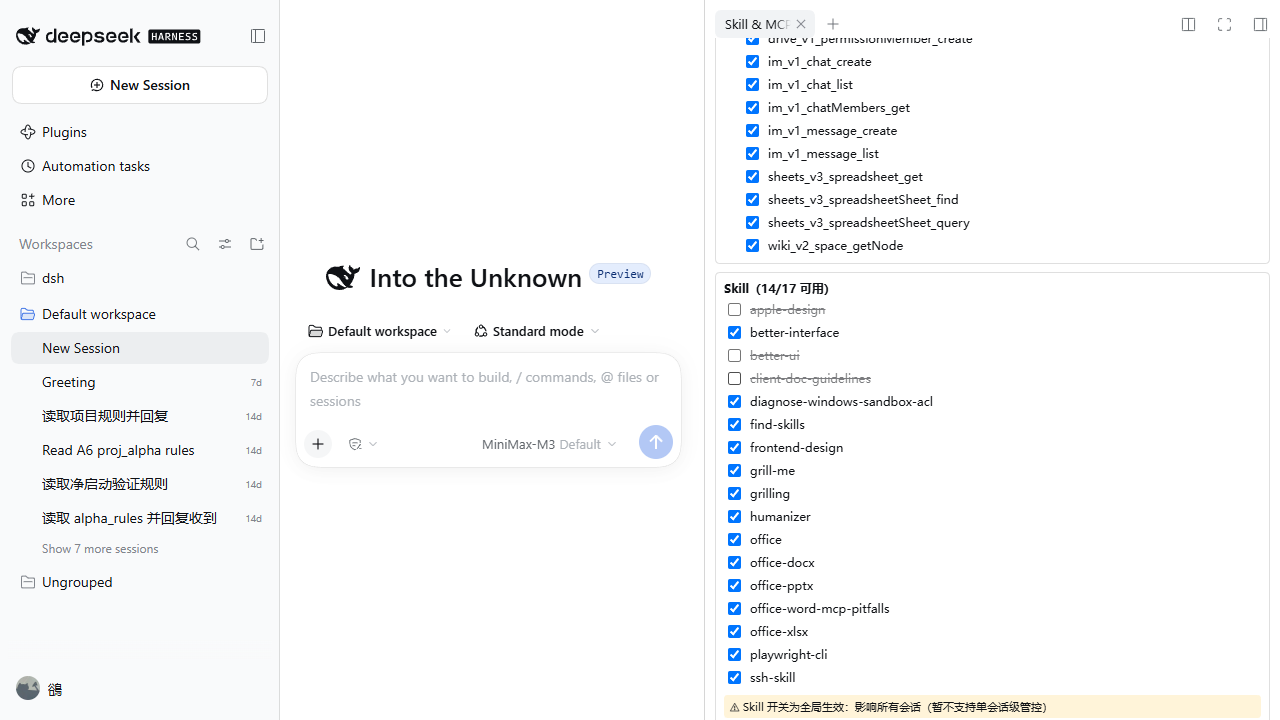 deepseek HARNESS
New Session
Plugins
Automation tasks
More
Workspaces
dsh
Default workspace
New Session
Greeting 7d
读取项目规则并回复 14d
Read A6 proj_alpha rules 14d
读取净启动验证规则 14d
读取 alpha_rules 并回复收到 14d
Show 7 more sessions
Ungrouped
鴿
Into the Unknown Preview
Default workspace Standard mode
Describe what you want to build, / commands, @ files or
sessions
MiniMax-M3 Default
Skill & MCP
drive_v1_permissionMember_create
im_v1_chat_create
im_v1_chat_list
im_v1_chatMembers_get
im_v1_message_create
im_v1_message_list
sheets_v3_spreadsheet_get
sheets_v3_spreadsheetSheet_find
sheets_v3_spreadsheetSheet_query
wiki_v2_space_getNode
Skill（14/17 可用）
apple-design
better-interface
better-ui
client-doc-guidelines
diagnose-windows-sandbox-acl
find-skills
frontend-design
grill-me
grilling
humanizer
office
office-docx
office-pptx
office-word-mcp-pitfalls
office-xlsx
playwright-cli
ssh-skill
⚠ Skill 开关为全局生效：影响所有会话（暂不支持单会话级管控）